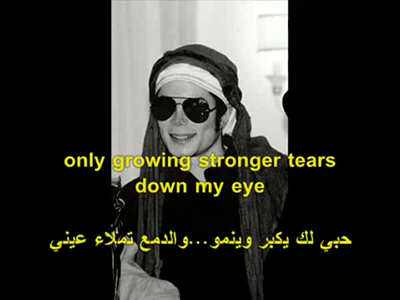 only growing stronger tears
down my eye
حبي لك يكبر وينمو...والدمع تملاء عيني